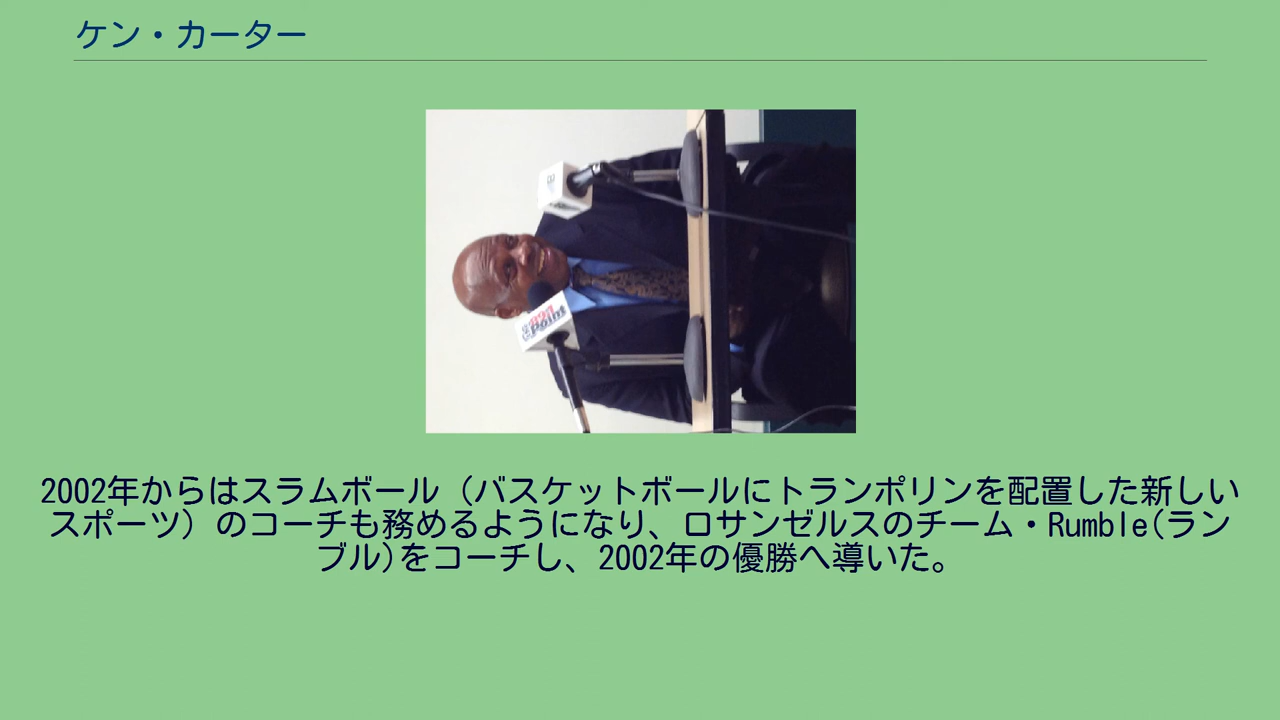 ケン・カーター
Point
2002年からはスラムボール（バスケットボールにトランポリンを配置した新しい
スポーツ）のコーチも務めるようになり、ロサンゼルスのチーム・Rumble(ラン
ブル)をコーチし、2002年の優勝へ導いた。